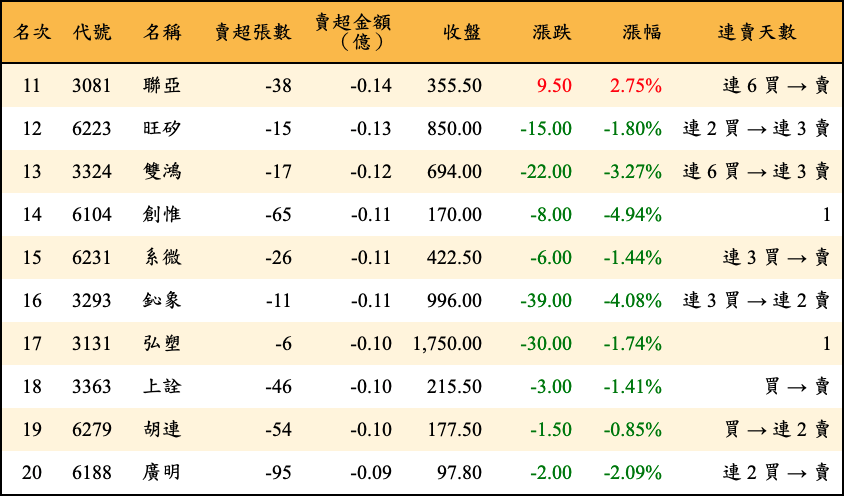 名次 代號 名稱 賣超張數 賣超金額（億） 收盤 漲跌 漲幅 連賣天數
11 3081 聯亞 -38 -0.14 355.50 9.50 2.75% 連 6 買 → 賣
12 6223 旺矽 -15 -0.13 850.00 -15.00 -1.80% 連 2 買 → 連 3 賣
13 3324 雙鴻 -17 -0.12 694.00 -22.00 -3.27% 連 6 買 → 連 3 賣
14 6104 創惟 -65 -0.11 170.00 -8.00 -4.94% 1
15 6231 系微 -26 -0.11 422.50 -6.00 -1.44% 連 3 買 → 賣
16 3293 鈊象 -11 -0.11 996.00 -39.00 -4.08% 連 3 買 → 連 2 賣
17 3131 弘塑 -6 -0.10 1,750.00 -30.00 -1.74% 1
18 3363 上詮 -46 -0.10 215.50 -3.00 -1.41% 買 → 賣
19 6279 胡連 -54 -0.10 177.50 -1.50 -0.85% 買 → 連 2 賣
20 6188 廣明 -95 -0.09 97.80 -2.00 -2.09% 連 2 買 → 賣